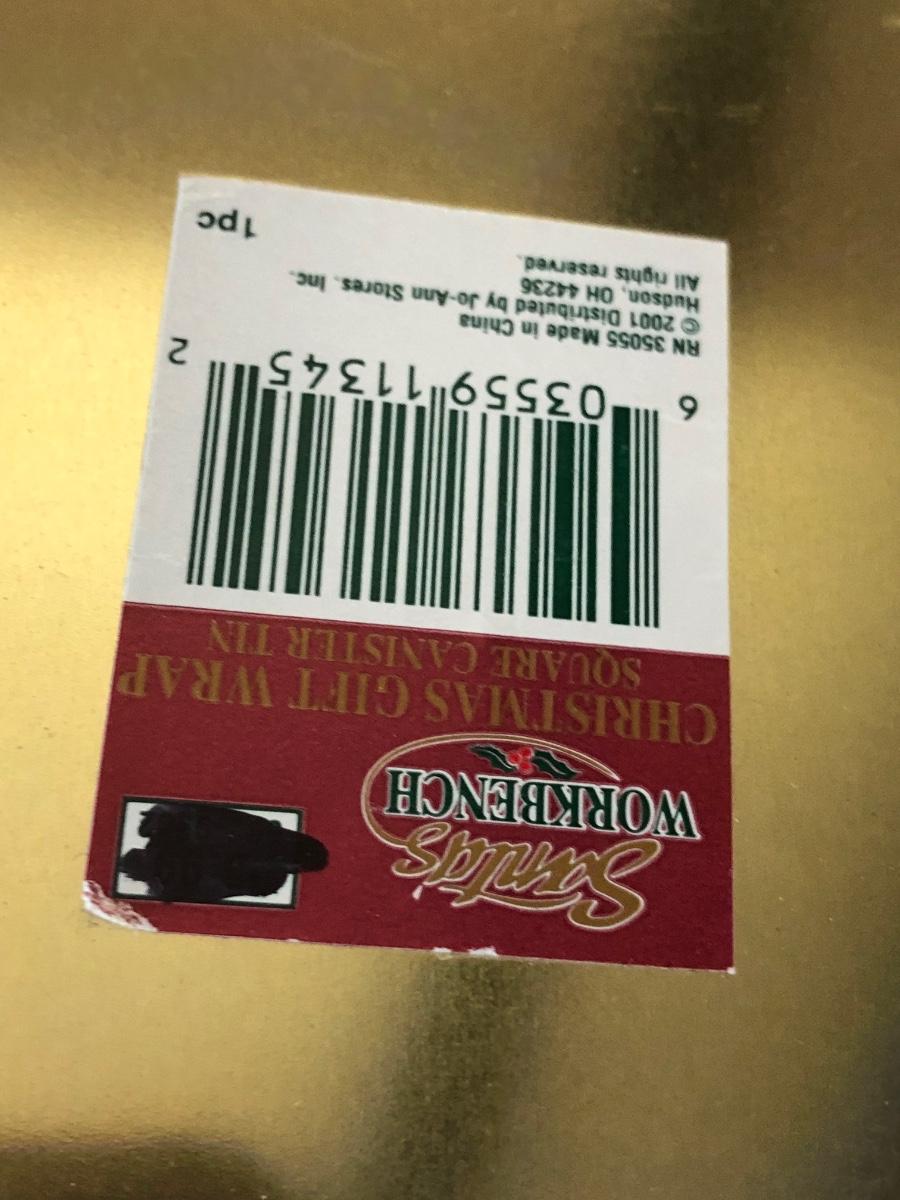 Santa's
WORKBENCH
CHRISTMAS GIFT WRAP
SQUARE CANISTER TIN
6 03559 11345 2
RN 35055 Made in China
© 2001 Distributed by Jo-Ann Stores, Inc.
Hudson, OH 44236
All rights reserved.
1pc